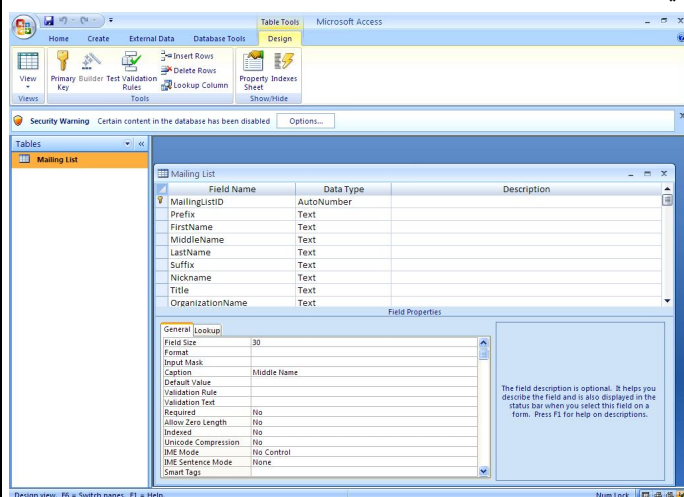 Table Tools Microsoft Access
Home Create External Data Database Tools Design
View
Primary Key
Builder
Test Validation Rules
Insert Rows
Delete Rows
Lookup Column
Property Sheet
Indexes
Views Tools Show/Hide
Security Warning Certain content in the database has been disabled Options...
Tables
Mailing List
Mailing List
Field Name Data Type Description
MailingListID AutoNumber
Prefix Text
FirstName Text
MiddleName Text
LastName Text
Suffix Text
Nickname Text
Title Text
OrganizationName Text
Field Properties
General Lookup
Field Size 30
Format
Input Mask
Caption Middle Name
Default Value
Validation Rule
Validation Text
Required No
Allow Zero Length No
Indexed No
Unicode Compression No
IME Mode No Control
IME Sentence Mode None
Smart Tags
The field description is optional. It helps you
describe the field and is also displayed in the
status bar when you select this field on a
form. Press F1 for help on descriptions.
Design view. F6 = Switch panes. F1 = Help. Num Lock